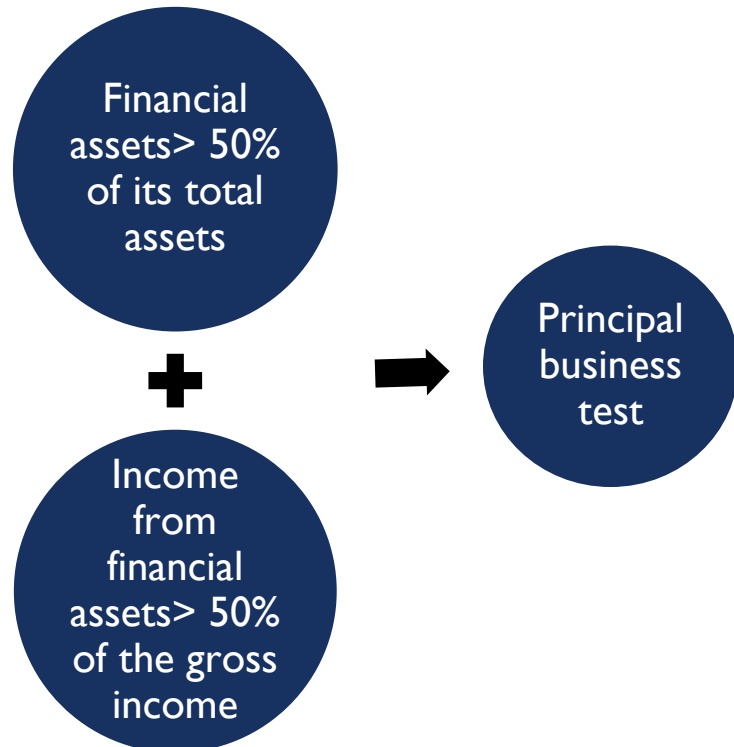 Financial
assets> 50%
of its total
assets
Income
from
financial
assets> 50%
of the gross
income
Principal
business
test